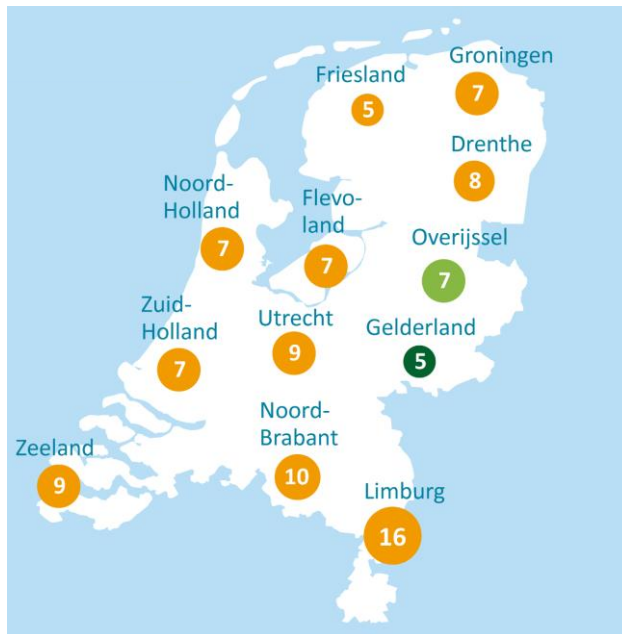 Groningen
7
Friesland
5
Drenthe
8
Noord-
Holland
7
Flevo-
land
7
Overijssel
7
Zuid-
Holland
7
Utrecht
9
Gelderland
5
Noord-
Brabant
10
Zeeland
9
Limburg
16